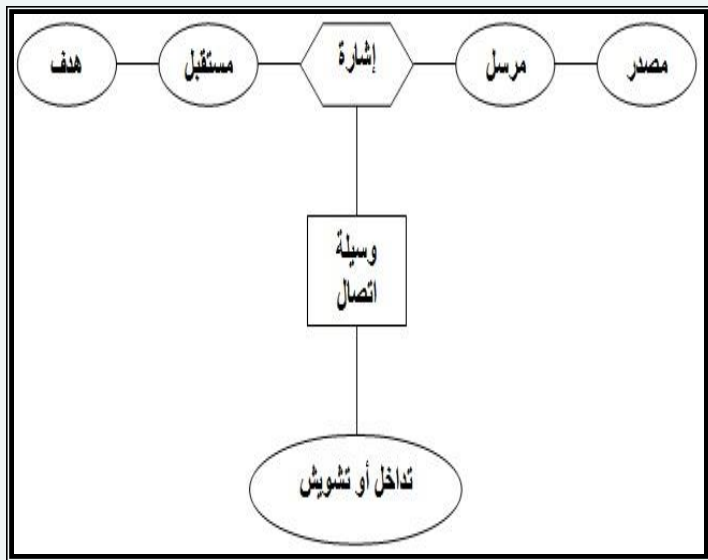 مصدر
مرسل
إشارة
مستقبل
هدف
وسيلة
اتصال
تداخل أو تشويش